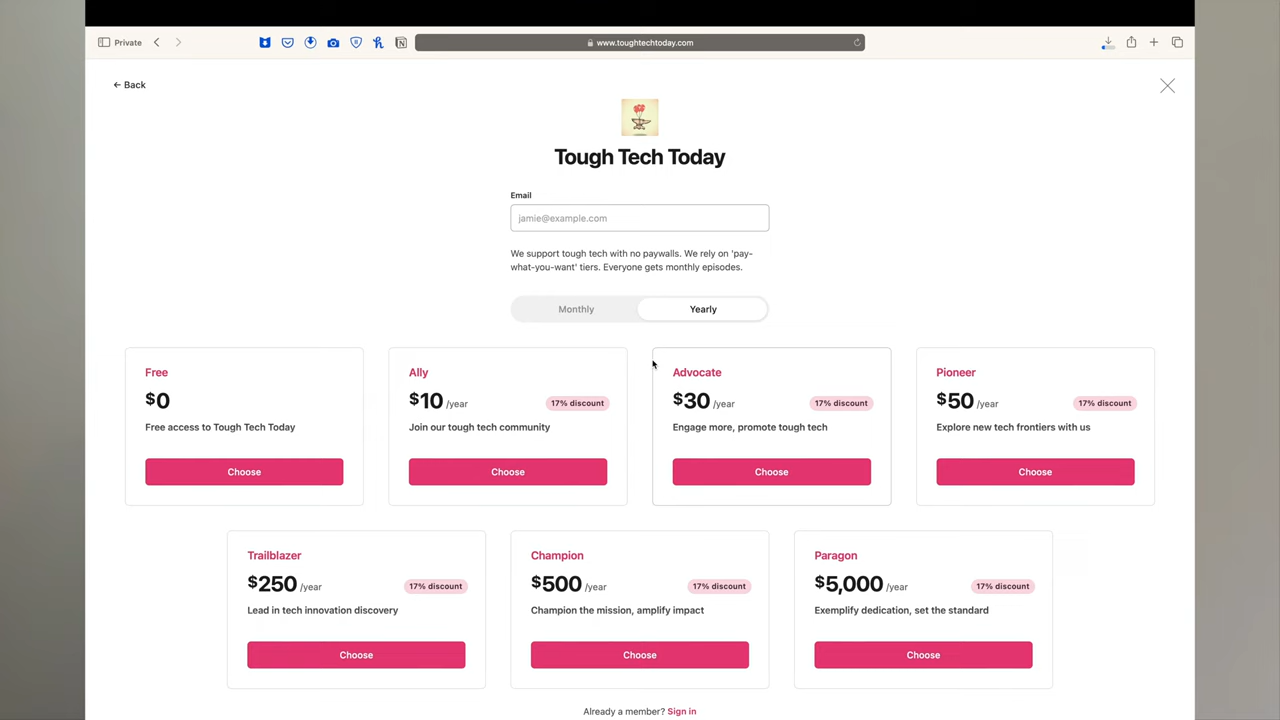 Private
www.toughtechtoday.com
← Back
Tough Tech Today
Email
jamie@example.com
We support tough tech with no paywalls. We rely on 'pay-
what-you-want' tiers. Everyone gets monthly episodes.
Monthly Yearly
Free
$0
Free access to Tough Tech Today
Choose
Ally
$10 /year 17% discount
Join our tough tech community
Choose
Advocate
$30 /year 17% discount
Engage more, promote tough tech
Choose
Pioneer
$50 /year 17% discount
Explore new tech frontiers with us
Choose
Trailblazer
$250 /year 17% discount
Lead in tech innovation discovery
Choose
Champion
$500 /year 17% discount
Champion the mission, amplify impact
Choose
Paragon
$5,000 /year 17% discount
Exemplify dedication, set the standard
Choose
Already a member? Sign in